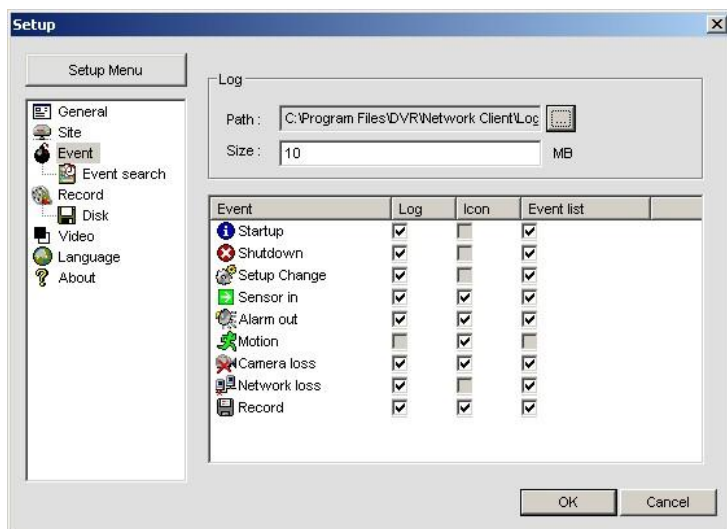 Setup
Setup Menu
General
Site
Event
Event search
Record
Disk
Video
Language
About
Log
Path : C:\Program Files\DVR\Network Client\Log ...
Size : 10 MB
Event Log Icon Event list
Startup
Shutdown
Setup Change
Sensor in
Alarm out
Motion
Camera loss
Network loss
Record
OK Cancel